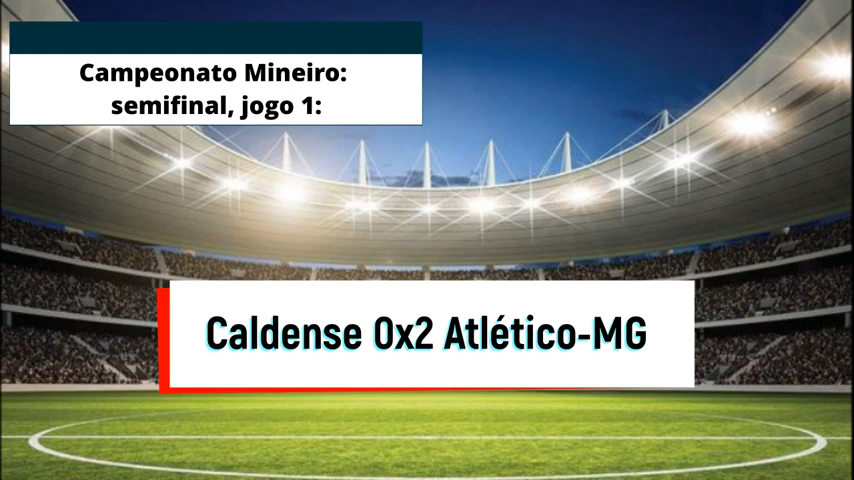 Campeonato Mineiro:
semifinal, jogo 1:
Caldense 0x2 Atlético-MG